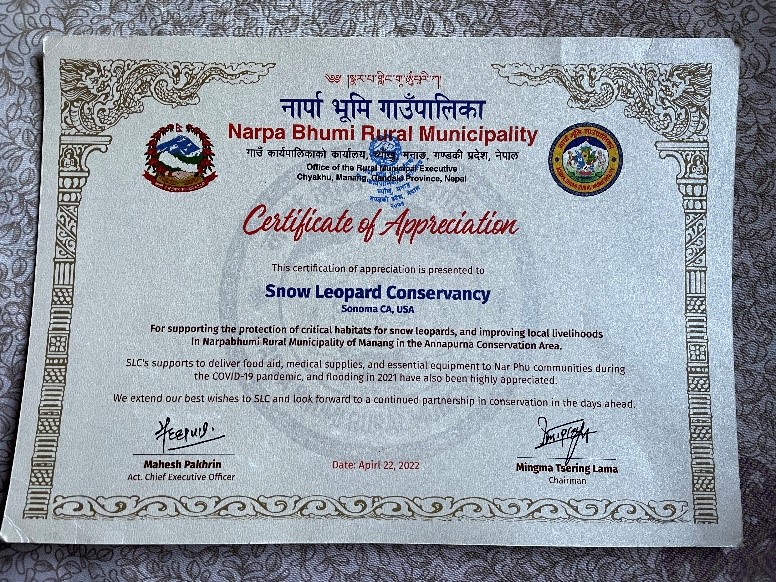 नार्पा भूमि गाउँपालिका
Narpa Bhumi Rural Municipality
गाउँ कार्यपालिकाको कार्यालय, च्याखु, मनाङ, गण्डकी प्रदेश, नेपाल
Office of the Rural Municipal Executive
Chyakhu, Manang, Gandaki Province, Nepal
Certificate of Appreciation
This certification of appreciation is presented to
Snow Leopard Conservancy
Sonoma CA, USA
For supporting the protection of critical habitats for snow leopards, and improving local livelihoods
in Narpabhumi Rural Municipality of Manang in the Annapurna Conservation Area.
SLC's supports to deliver food aid, medical supplies, and essential equipment to Nar Phu communities during
the COVID-19 pandemic, and flooding in 2021 have also been highly appreciated.
We extend our best wishes to SLC and look forward to a continued partnership in conservation in the days ahead.
Mahesh Pakhrin
Act. Chief Executive Officer
Date: Apirl 22, 2022
Mingma Tsering Lama
Chairman